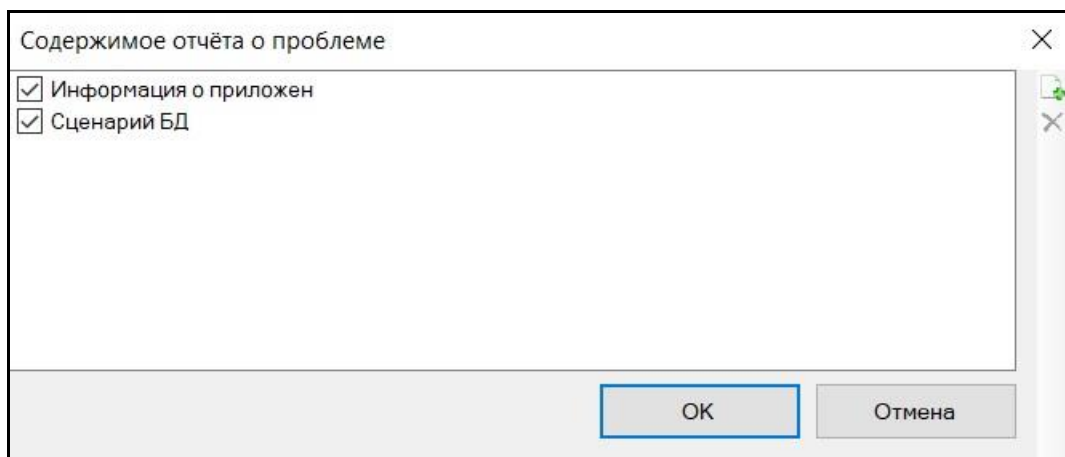 Содержимое отчёта о проблеме
Информация о приложен
Сценарий БД
OK
Отмена